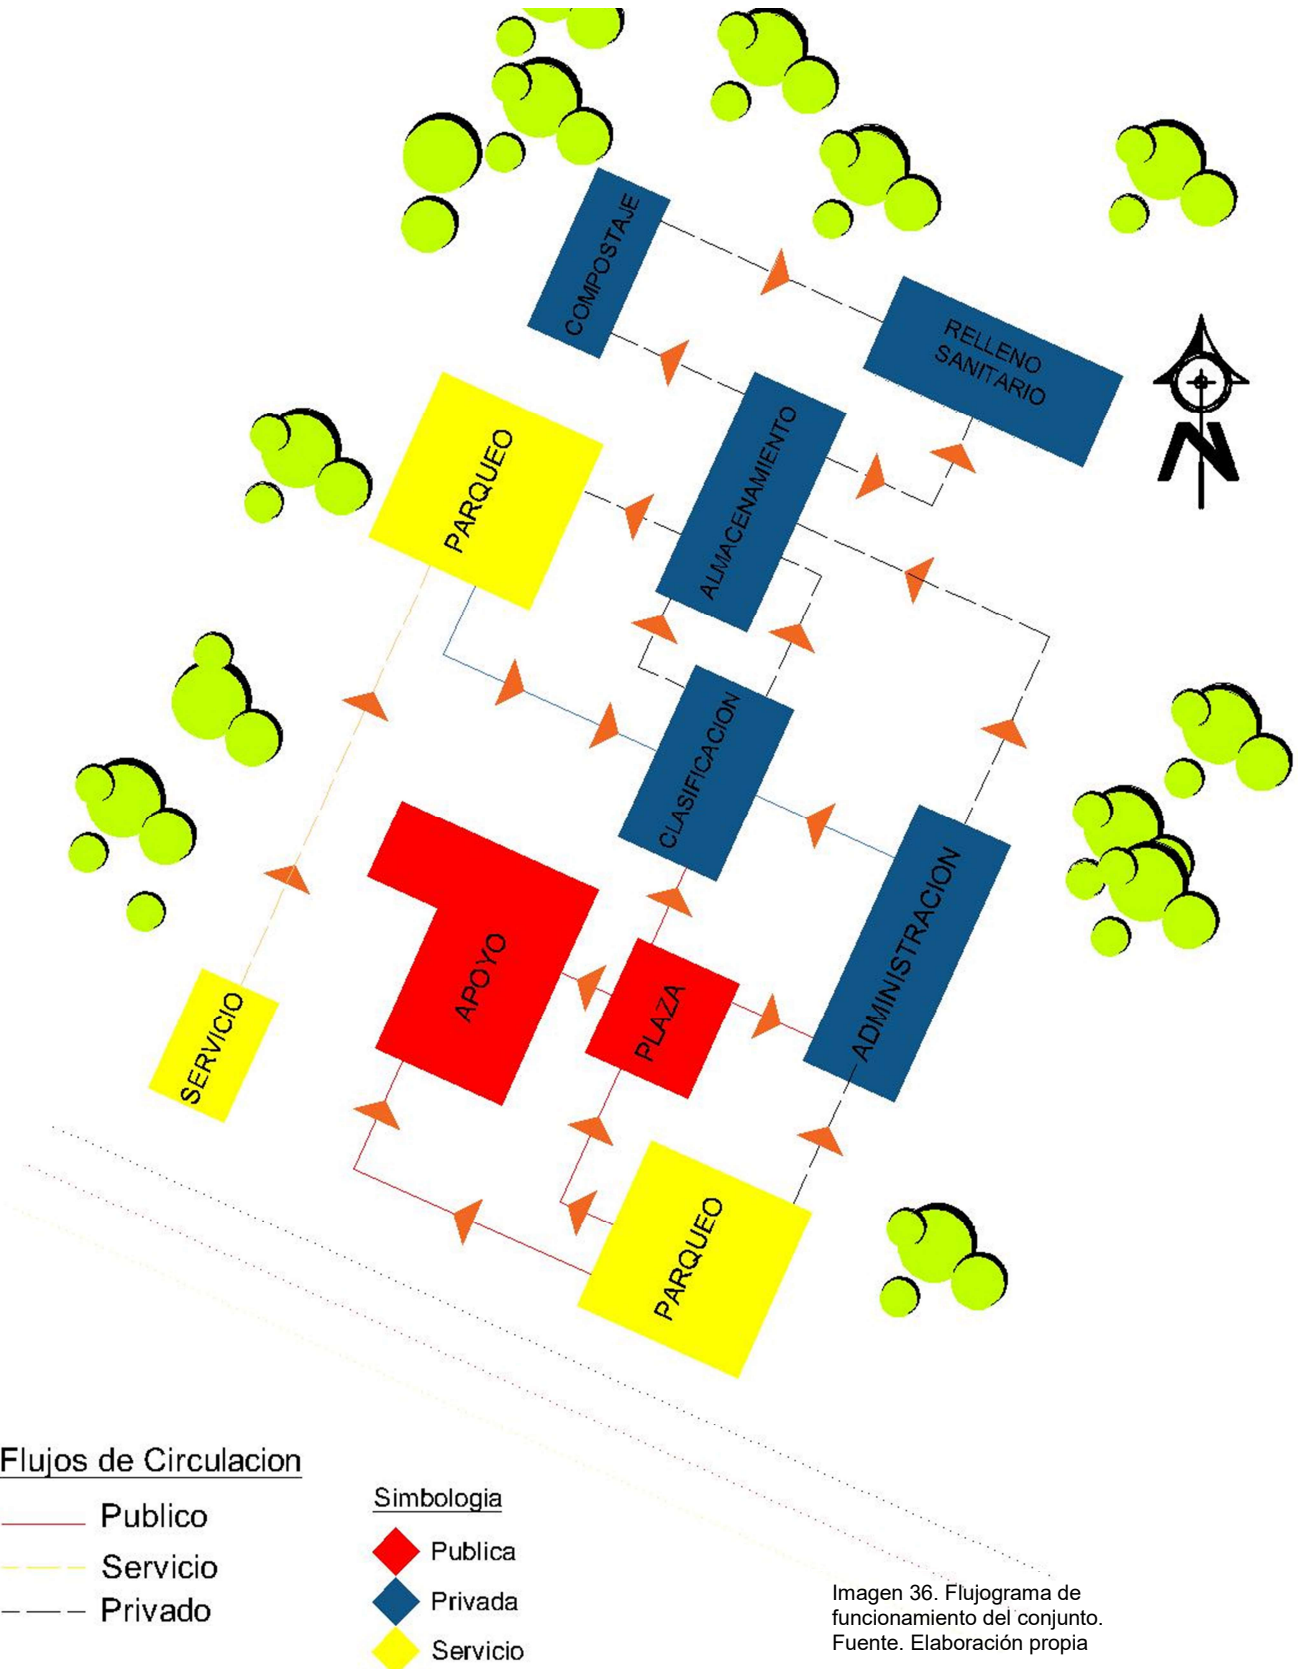 COMPOSTAJE
RELLENO
SANITARIO
PARQUEO
ALMACENAMIENTO
N
CLASIFICACION
APOYO
PLAZA
ADMINISTRACION
SERVICIO
PARQUEO
Flujos de Circulacion
Publico
Servicio
Privado
Simbologia
Publica
Privada
Servicio
Imagen 36. Flujograma de
funcionamiento del conjunto.
Fuente. Elaboración propia